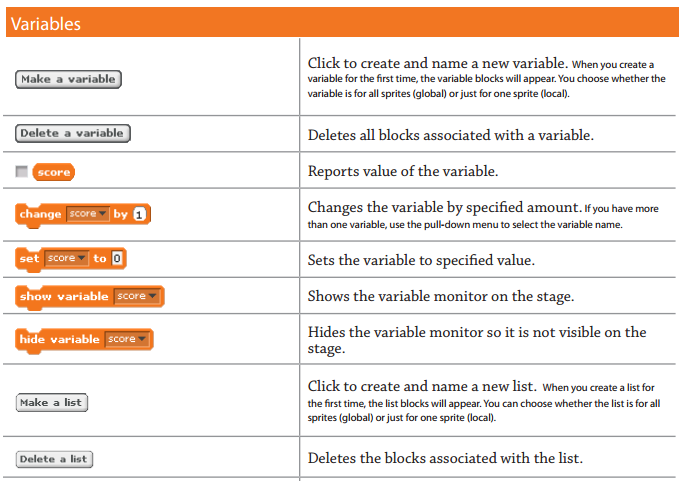 Variables
Make a variable
Click to create and name a new variable. When you create a
variable for the first time, the variable blocks will appear. You choose whether the
variable is for all sprites (global) or just for one sprite (local).
Delete a variable
Deletes all blocks associated with a variable.
score
Reports value of the variable.
change score by 1
Changes the variable by specified amount. If you have more
than one variable, use the pull-down menu to select the variable name.
set score to 0
Sets the variable to specified value.
show variable score
Shows the variable monitor on the stage.
hide variable score
Hides the variable monitor so it is not visible on the
stage.
Make a list
Click to create and name a new list. When you create a list for
the first time, the list blocks will appear. You can choose whether the list is for all
sprites (global) or just for one sprite (local).
Delete a list
Deletes the blocks associated with the list.